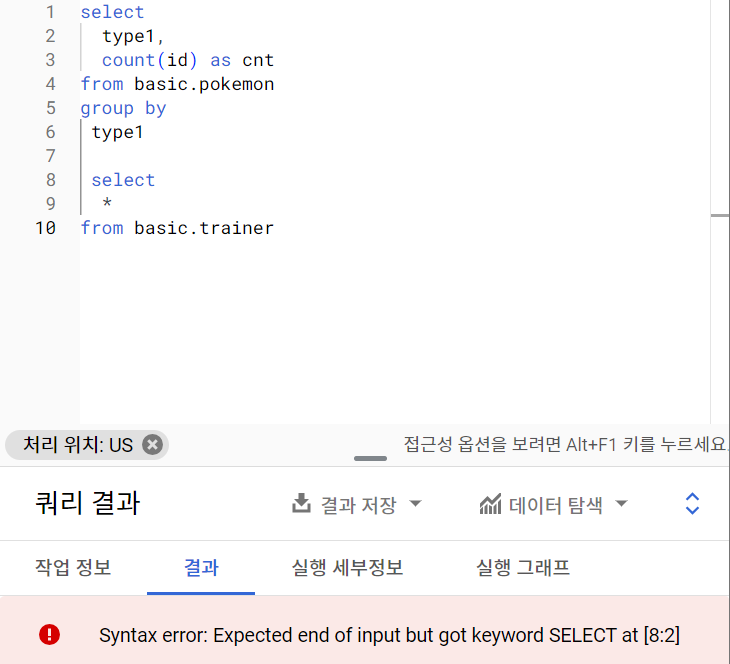 1 select
2 type1,
3 count(id) as cnt
4 from basic.pokemon
5 group by
6 type1
7
8 select
9 *
10 from basic.trainer
처리 위치: US
접근성 옵션을 보려면 Alt+F1 키를 누르세요.
쿼리 결과 결과 저장 데이터 탐색
작업 정보 결과 실행 세부정보 실행 그래프
Syntax error: Expected end of input but got keyword SELECT at [8:2]